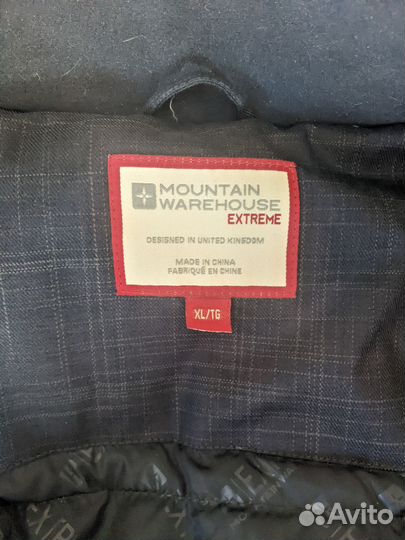 MOUNTAIN
WAREHOUSE
EXTREME
DESIGNED IN UNITED KINGDOM
MADE IN CHINA
FABRIQUÉ EN CHINE
XL/TG
Avito